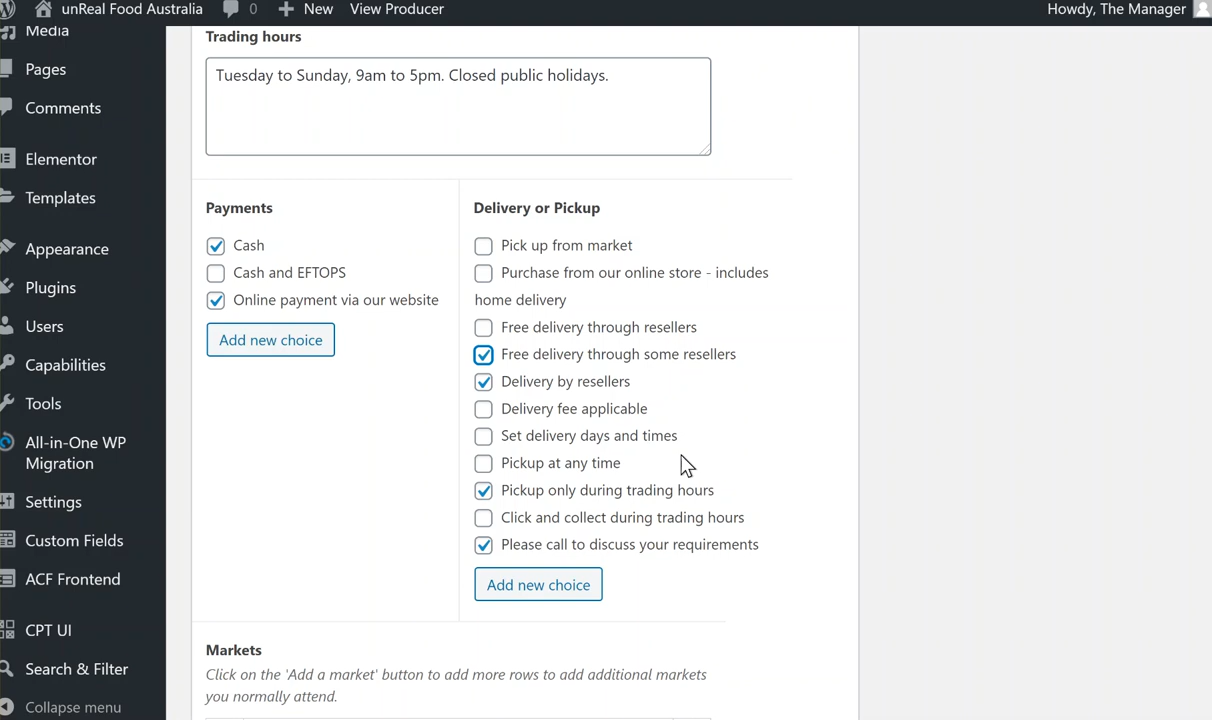 unReal Food Australia 0 New View Producer Howdy, The Manager
Media
Pages
Comments
Elementor
Templates
Appearance
Plugins
Users
Capabilities
Tools
All-in-One WP
Migration
Settings
Custom Fields
ACF Frontend
CPT UI
Search & Filter
Collapse menu
Trading hours
Tuesday to Sunday, 9am to 5pm. Closed public holidays.
Payments
Cash
Cash and EFTOPS
Online payment via our website
Add new choice
Delivery or Pickup
Pick up from market
Purchase from our online store - includes
home delivery
Free delivery through resellers
Free delivery through some resellers
Delivery by resellers
Delivery fee applicable
Set delivery days and times
Pickup at any time
Pickup only during trading hours
Click and collect during trading hours
Please call to discuss your requirements
Add new choice
Markets
Click on the 'Add a market' button to add more rows to add additional markets
you normally attend.